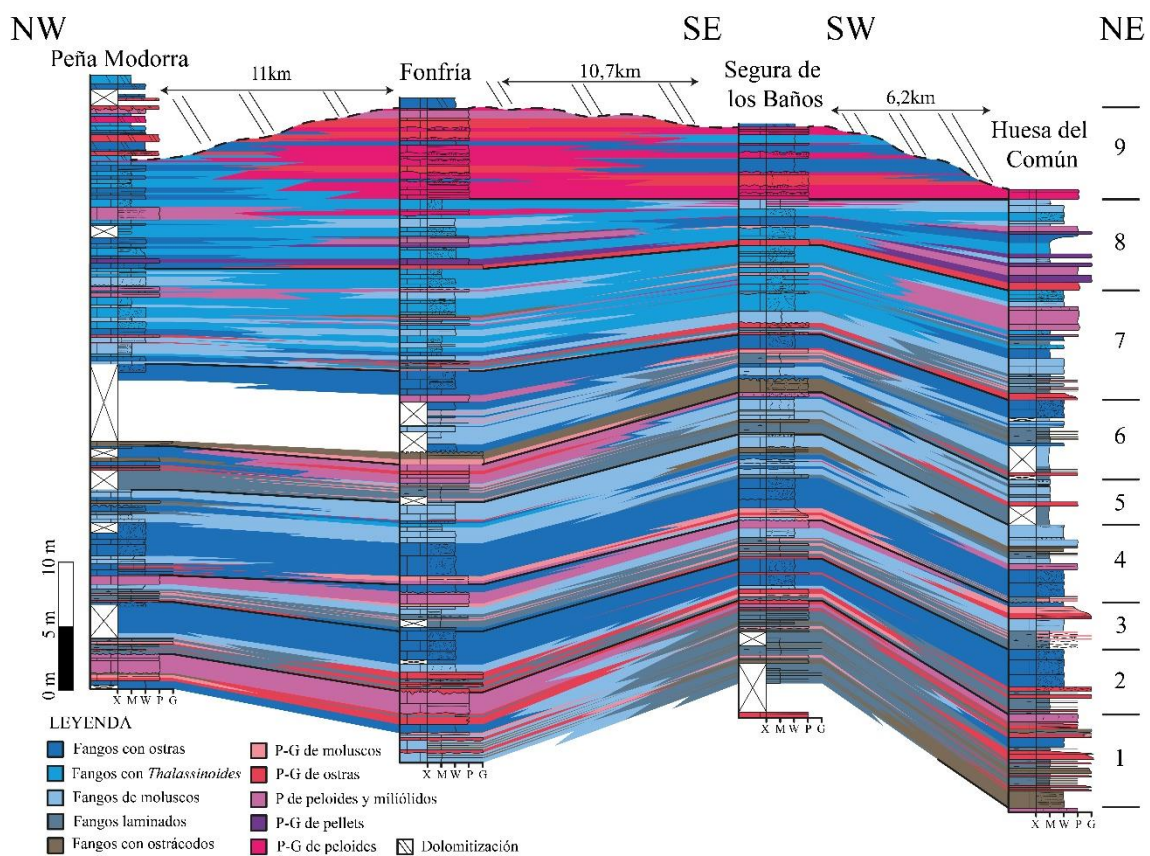 NW
SE
SW
NE
Peña Modorra
11km
Fonfría
10,7km
Segura de
los Baños
6,2km
Huesa del
Común
9
8
7
6
5
4
3
2
1
10 m
5 m
0 m
X M W P G
X M W P G
X M W P G
X M W P G
LEYENDA
Fangos con ostras
Fangos con Thalassinoides
Fangos de moluscos
Fangos laminados
Fangos con ostrácodos
P-G de moluscos
P-G de ostras
P de peloides y miliólidos
P-G de pellets
P-G de peloides
Dolomitización